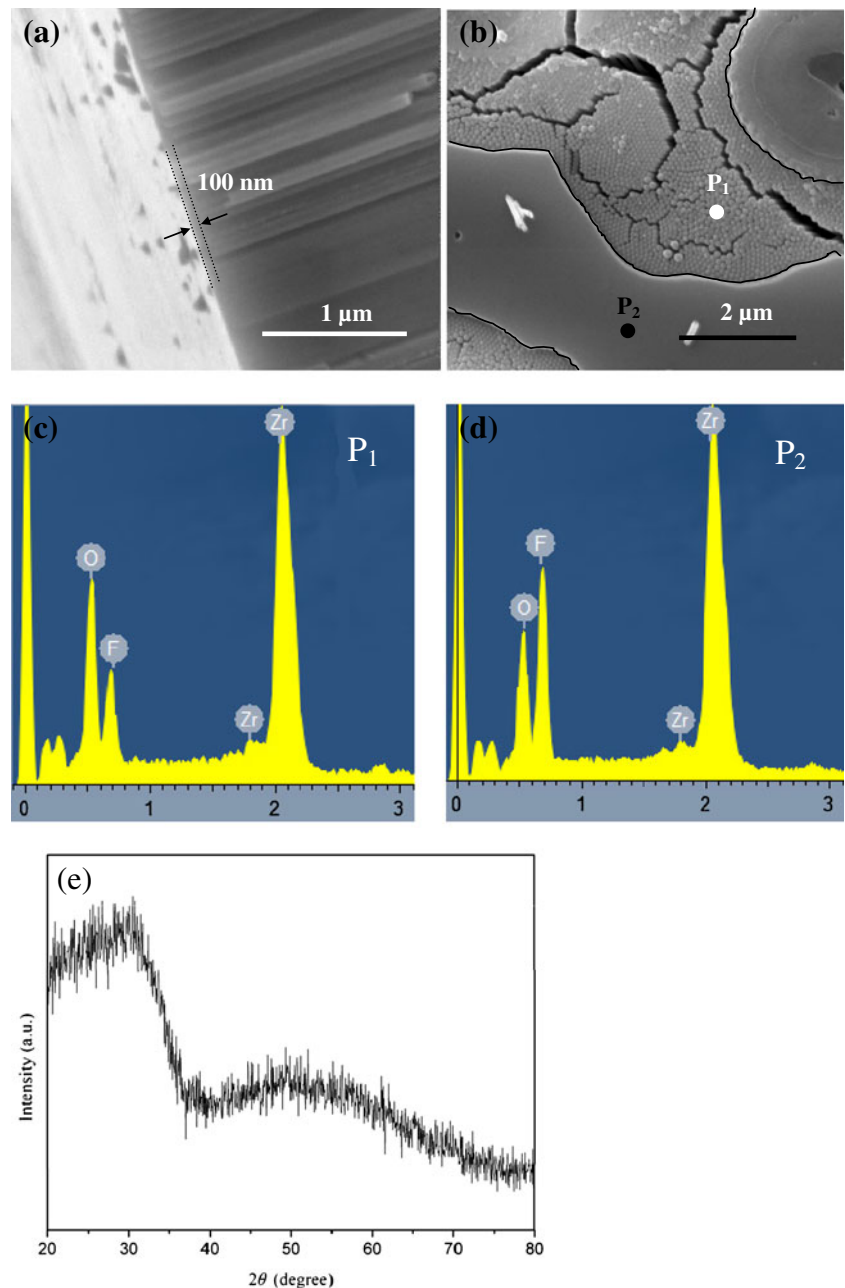 (a)
100 nm
1 μm
(b)
P₁
P₂
2 μm
(c)
P₁
Zr
O
F
Zr
0 1 2 3
(d)
P₂
Zr
F
O
Zr
0 1 2 3
(e)
Intensity (a.u.)
20 30 40 50 60 70 80
2θ (degree)